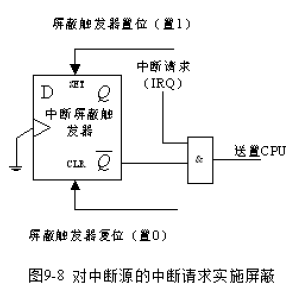 屏蔽触发器置位（置1）
中断请求
（IRQ）
SET
D
Q
中断屏蔽触
发器
CLR
Q̅
&
送置CPU
屏蔽触发器复位（置0）
图9-8 对中断源的中断请求实施屏蔽